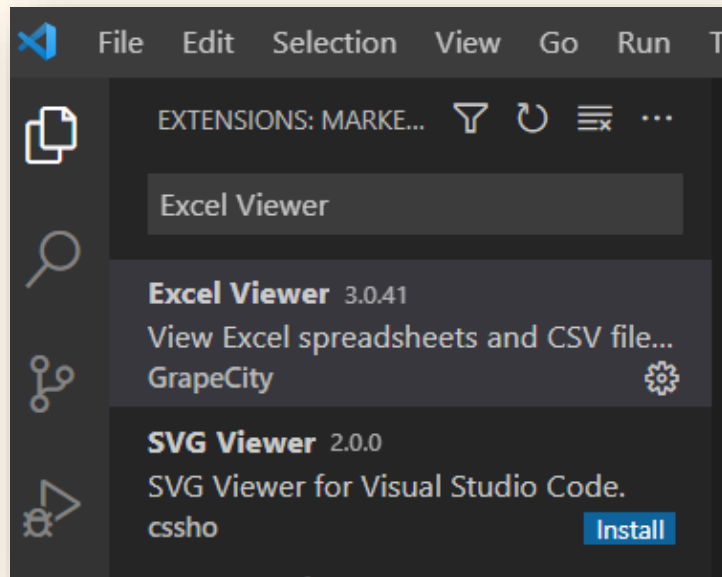 File Edit Selection View Go Run T
EXTENSIONS: MARKE... ...
Excel Viewer
Excel Viewer 3.0.41
View Excel spreadsheets and CSV file...
GrapeCity
SVG Viewer 2.0.0
SVG Viewer for Visual Studio Code.
cssho Install